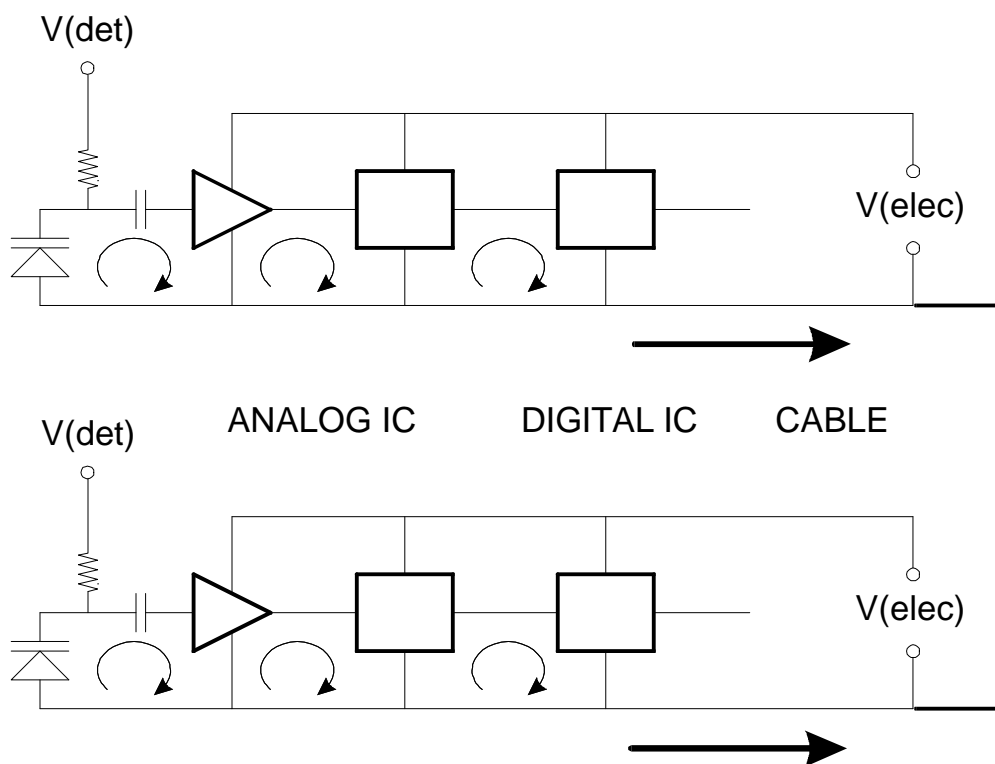 V(det)
V(elec)
ANALOG IC DIGITAL IC CABLE
V(det)
V(elec)